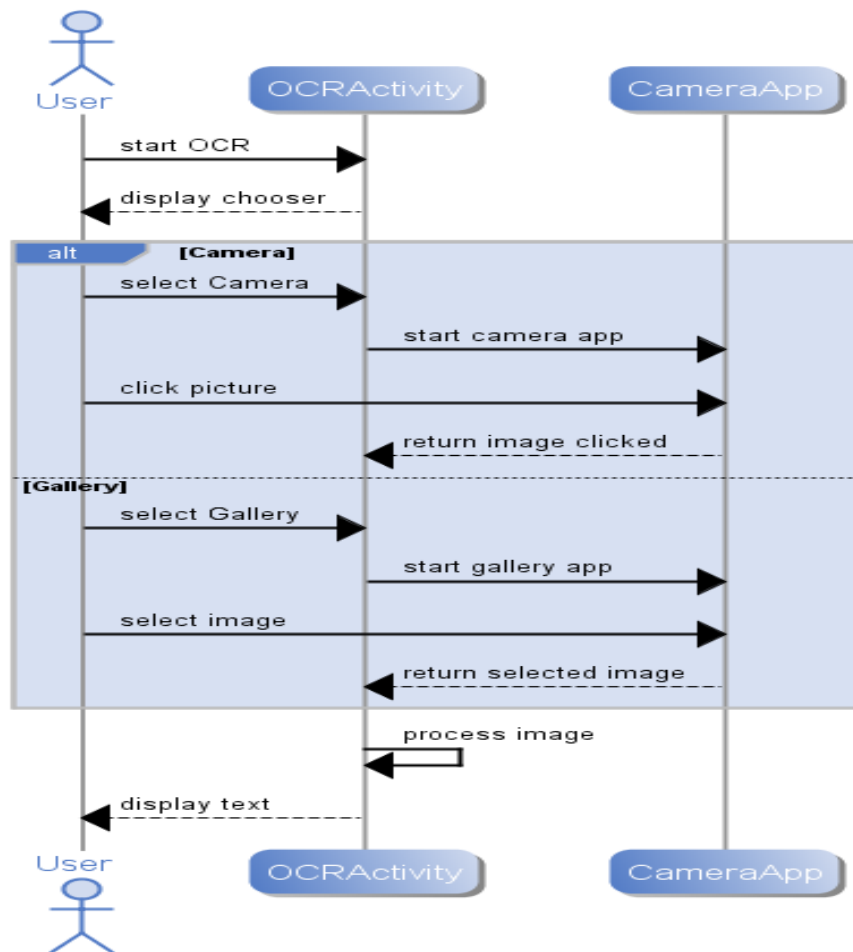 User
OCRActivity
CameraApp
start OCR
display chooser
alt
[Camera]
select Camera
start camera app
click picture
return image clicked
[Gallery]
select Gallery
start gallery app
select image
return selected image
process image
display text
User
OCRActivity
CameraApp